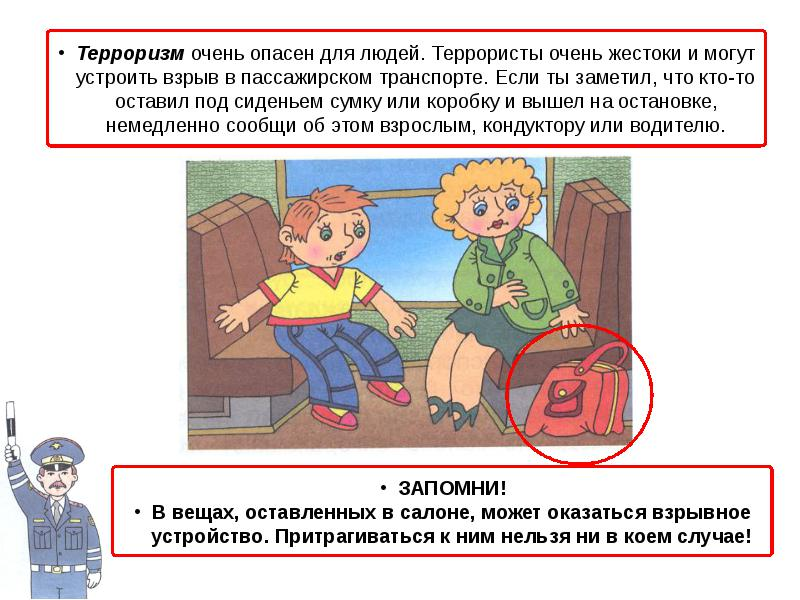 • Терроризм очень опасен для людей. Террористы очень жестоки и могут
устроить взрыв в пассажирском транспорте. Если ты заметил, что кто-то
оставил под сиденьем сумку или коробку и вышел на остановке,
немедленно сообщи об этом взрослым, кондуктору или водителю.
• ЗАПОМНИ!
• В вещах, оставленных в салоне, может оказаться взрывное
устройство. Притрагиваться к ним нельзя ни в коем случае!